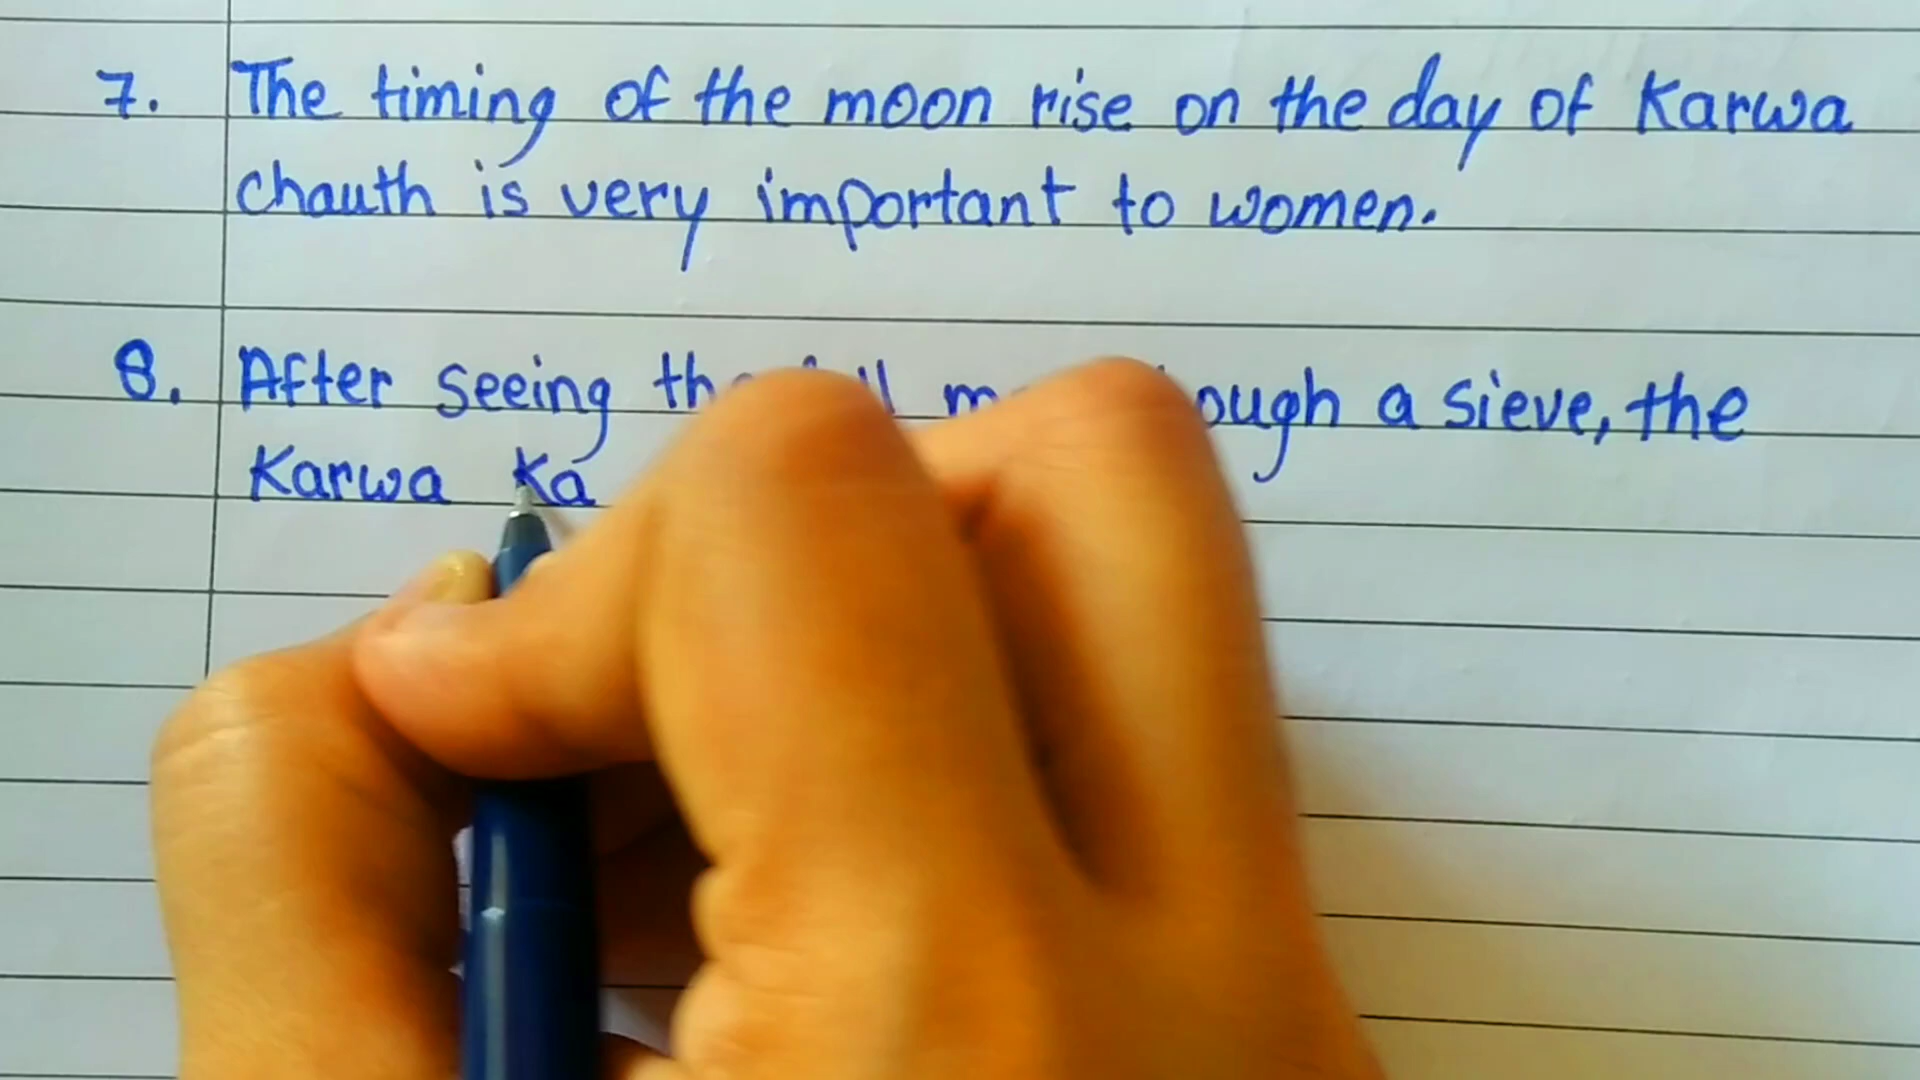 7. The timing of the moon rise on the day of Karwa
chauth is very important to women.
8. After seeing a sieve, the
Karwa Ka